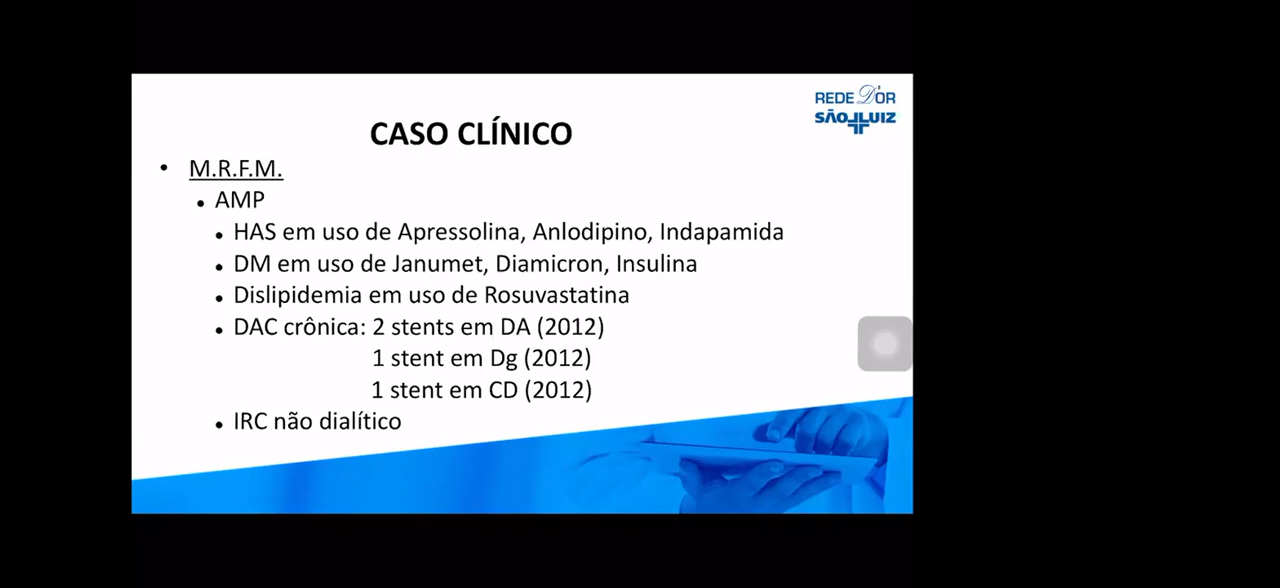 REDE D'OR
SÃO LUIZ
CASO CLÍNICO
• M.R.F.M.
• AMP
• HAS em uso de Apressolina, Anlodipino, Indapamida
• DM em uso de Janumet, Diamicron, Insulina
• Dislipidemia em uso de Rosuvastatina
• DAC crônica: 2 stents em DA (2012)
1 stent em Dg (2012)
1 stent em CD (2012)
• IRC não dialítico